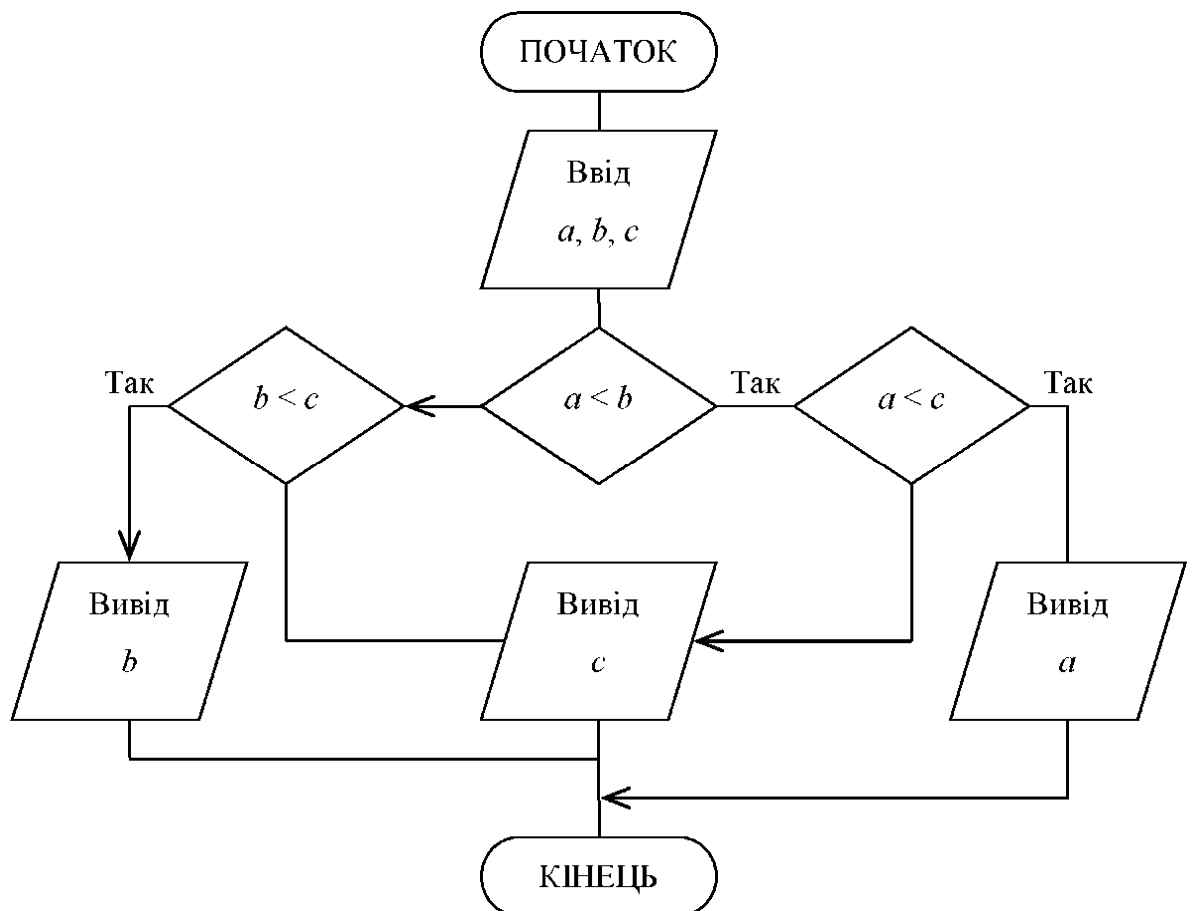 ПОЧАТОК
Ввід
a, b, c
Так
b < c
a < b
Так
a < c
Так
Вивід
b
Вивід
c
Вивід
a
КІНЕЦЬ